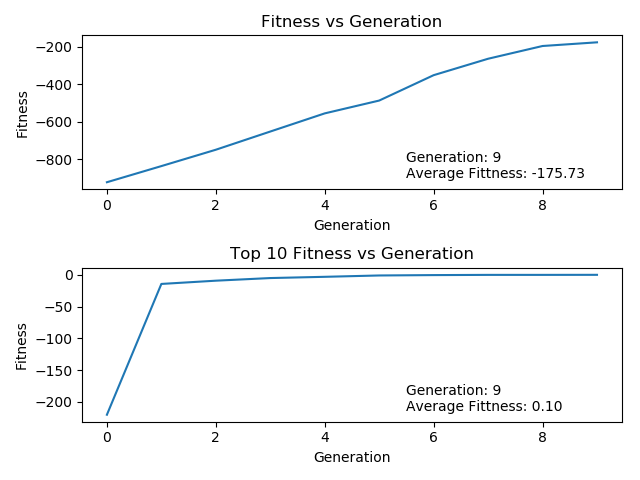 Fitness vs Generation
−200
−400
−600
−800
Fitness
Generation: 9
Average Fittness: -175.73
0 2 4 6 8
Generation
Top 10 Fitness vs Generation
0
−50
−100
−150
−200
Fitness
Generation: 9
Average Fittness: 0.10
0 2 4 6 8
Generation